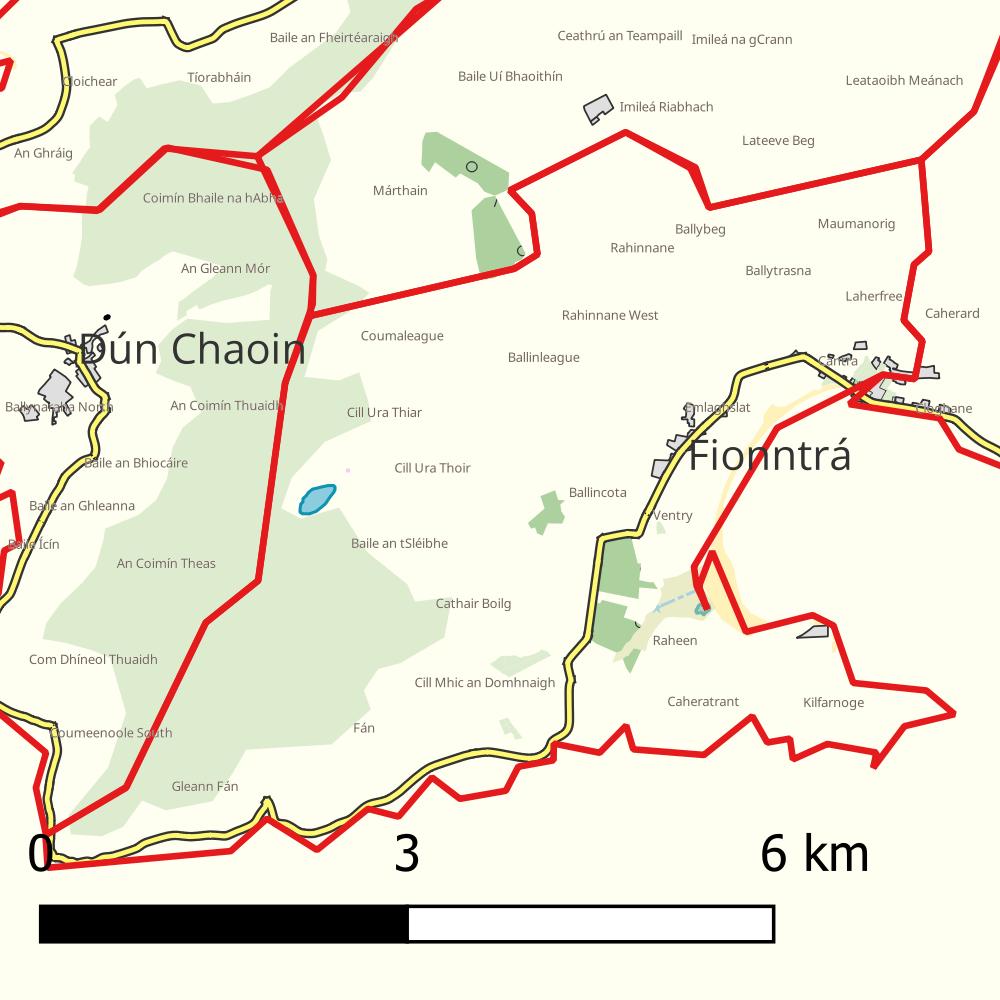 Ceathrú an Teampaill
Imileá na gCrann
Baile an Fheirtéaraigh
Cloichear
Tíorabháin
Baile Uí Bhaoithín
Leataoibh Meánach
Imileá Riabhach
Lateeve Beg
An Ghráig
Márthain
Coimín Bhaile na hAbha
Maumanorig
Ballybeg
Rahinnane
An Gleann Mór
Ballytrasna
Laherfree
Rahinnane West
Caherard
Coumaleague
Dún Chaoin
Ballinleague
Cantra
Ballynaraha North
An Coimín Thuaidh
Cill Ura Thiar
Emlaghslat
Cloghane
Fionntrá
Baile an Bhiocáire
Cill Ura Thoir
Ballincota
Baile an Ghleanna
Ventry
Baile Ícín
Baile an tSléibhe
An Coimín Theas
Cathair Boilg
Raheen
Com Dhíneol Thuaidh
Cill Mhic an Domhnaigh
Caheratrant
Kilfarnoge
Coumeenoole South
Fán
Gleann Fán
0 3 6 km